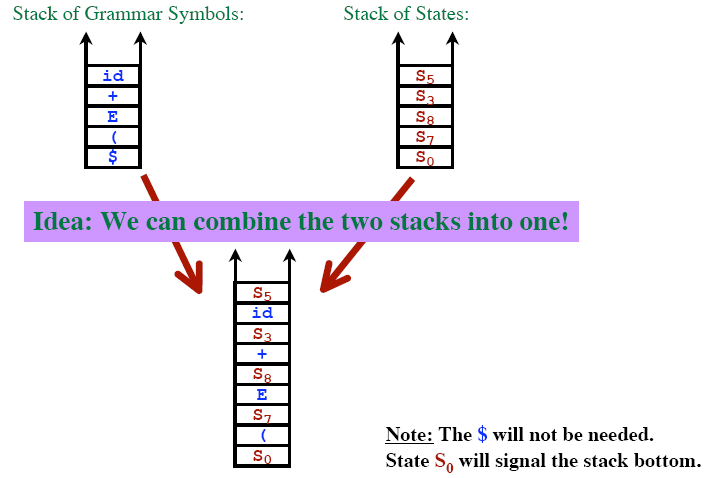 Stack of Grammar Symbols:
Stack of States:
id
+
E
(
$
S5
S3
S8
S7
S0
Idea: We can combine the two stacks into one!
S5
id
S3
+
S8
E
S7
(
S0
Note: The $ will not be needed.
State S0 will signal the stack bottom.